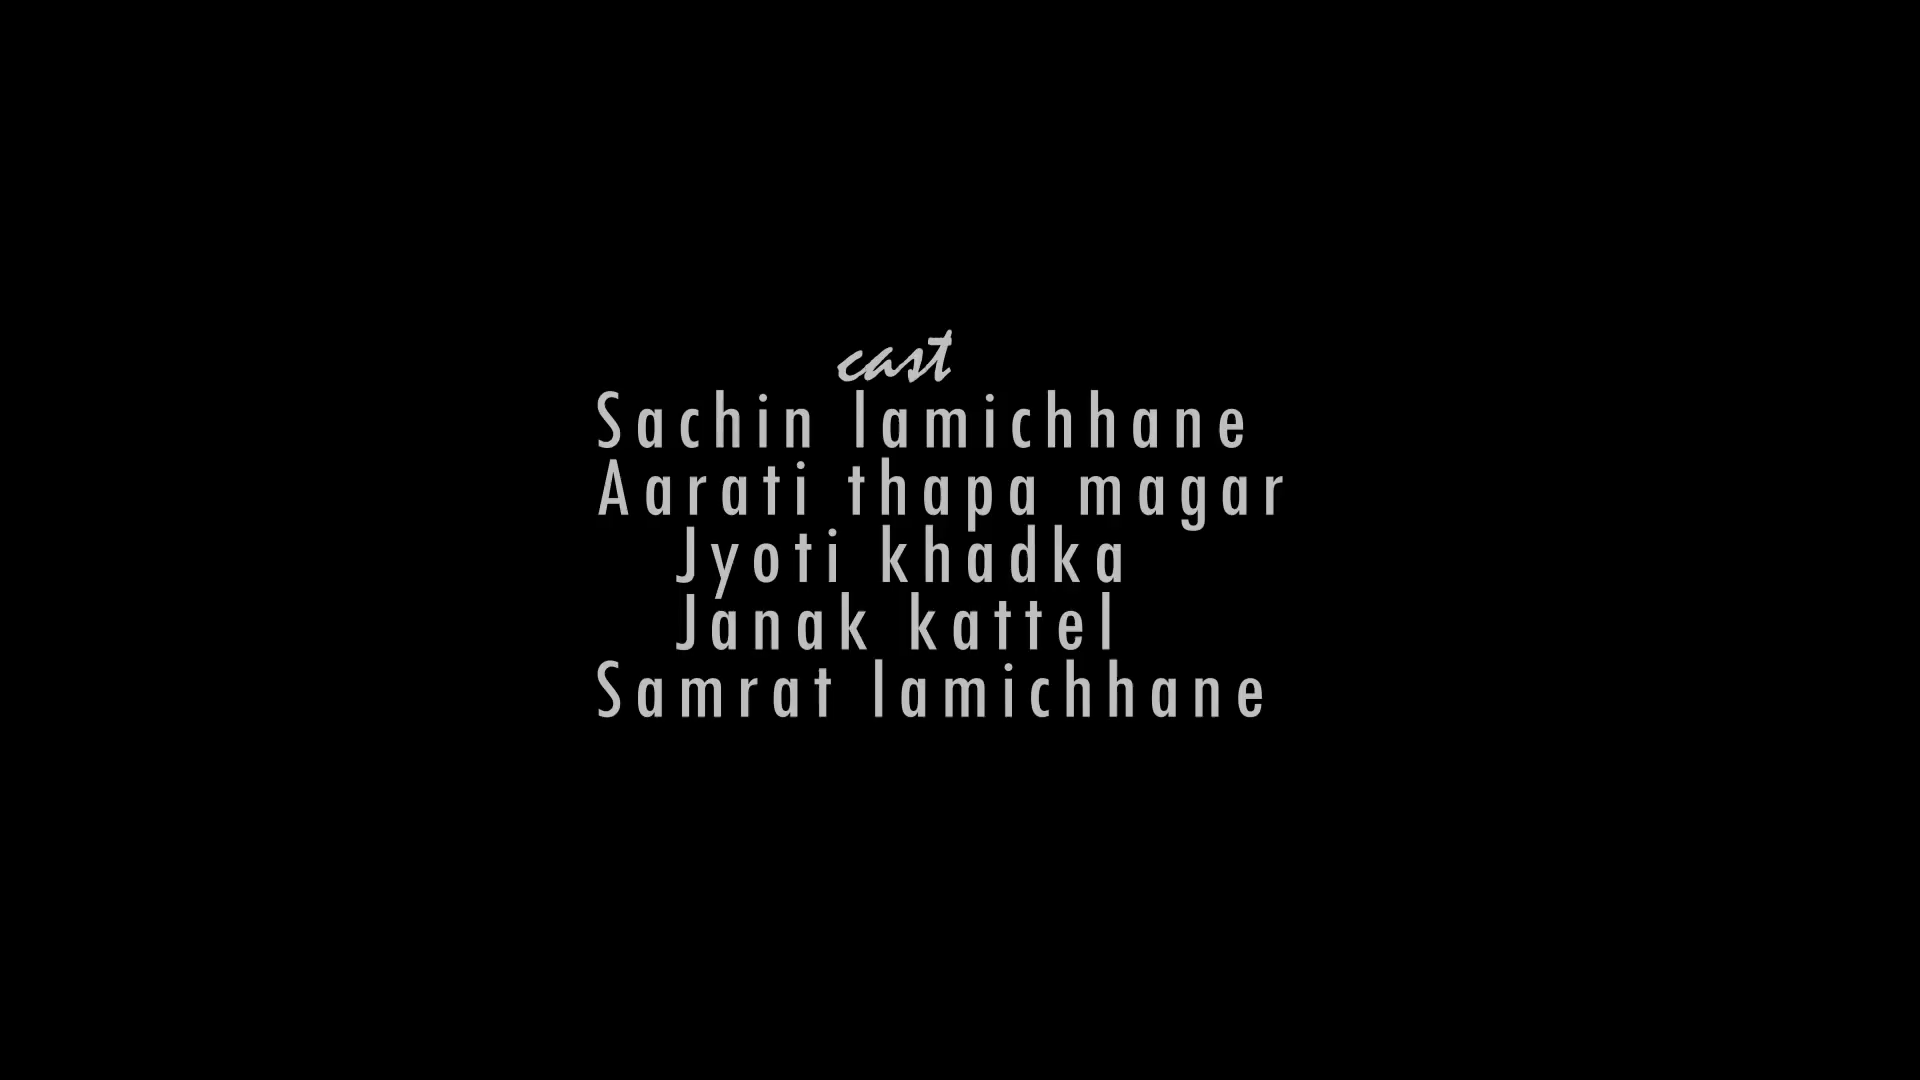 cast
Sachin lamichhane
Aarati thapa magar
Jyoti khadka
Janak kattel
Samrat lamichhane